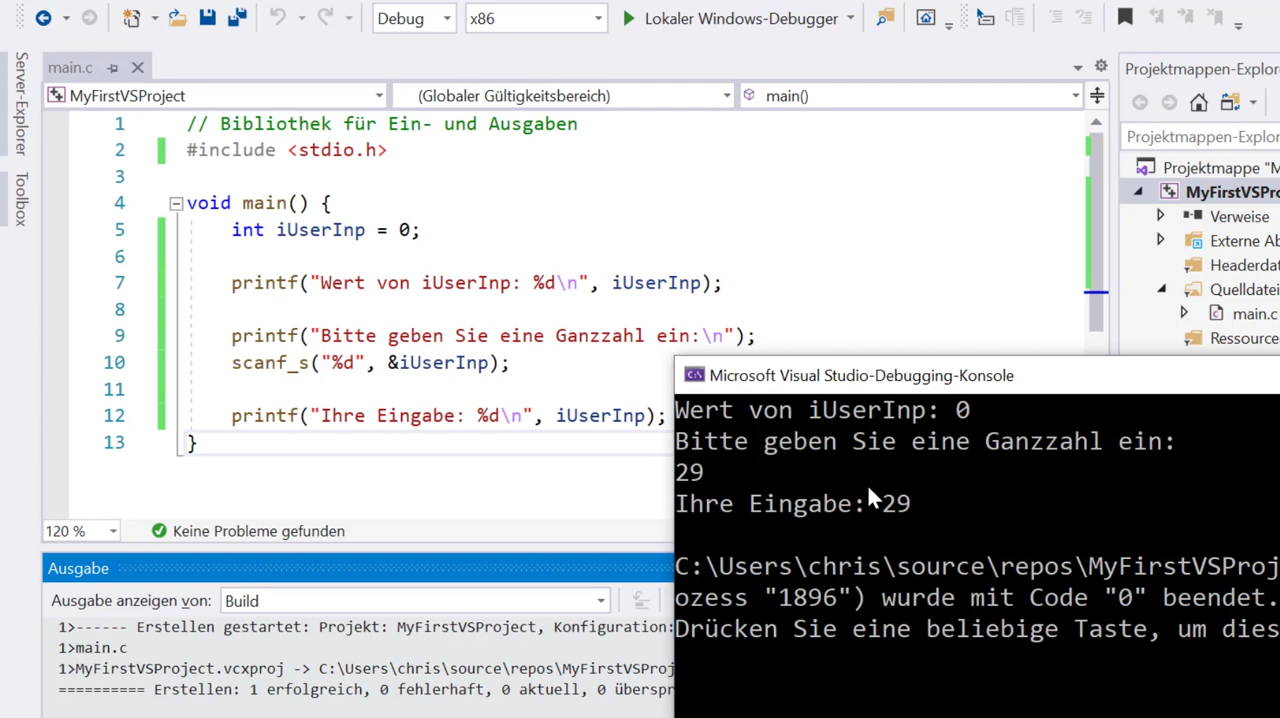 Debug
x86
Lokaler Windows-Debugger
Server-Explorer
Toolbox
main.c
MyFirstVSProject
(Globaler Gültigkeitsbereich)
main()
1 // Bibliothek für Ein- und Ausgaben
2 #include <stdio.h>
3
4 void main() {
5 int iUserInp = 0;
6
7 printf("Wert von iUserInp: %d\n", iUserInp);
8
9 printf("Bitte geben Sie eine Ganzzahl ein:\n");
10 scanf_s("%d", &iUserInp);
11
12 printf("Ihre Eingabe: %d\n", iUserInp);
13 }
120 %
Keine Probleme gefunden
Ausgabe
Ausgabe anzeigen von: Build
1>------ Erstellen gestartet: Projekt: MyFirstVSProject, Konfiguration:
1>main.c
1>MyFirstVSProject.vcxproj -> C:\Users\chris\source\repos\MyFirstVSProj
========== Erstellen: 1 erfolgreich, 0 fehlerhaft, 0 aktuell, 0 überspr
Microsoft Visual Studio-Debugging-Konsole
Wert von iUserInp: 0
Bitte geben Sie eine Ganzzahl ein:
29
Ihre Eingabe: 29
C:\Users\chris\source\repos\MyFirstVSProj
ozess "1896") wurde mit Code "0" beendet.
Drücken Sie eine beliebige Taste, um dies
Projektmappen-Explor
Projektmappen-Explor
Projektmappe "M
MyFirstVSPro
Verweise
Externe Ab
Headerdat
Quelldatei
main.c
Ressource